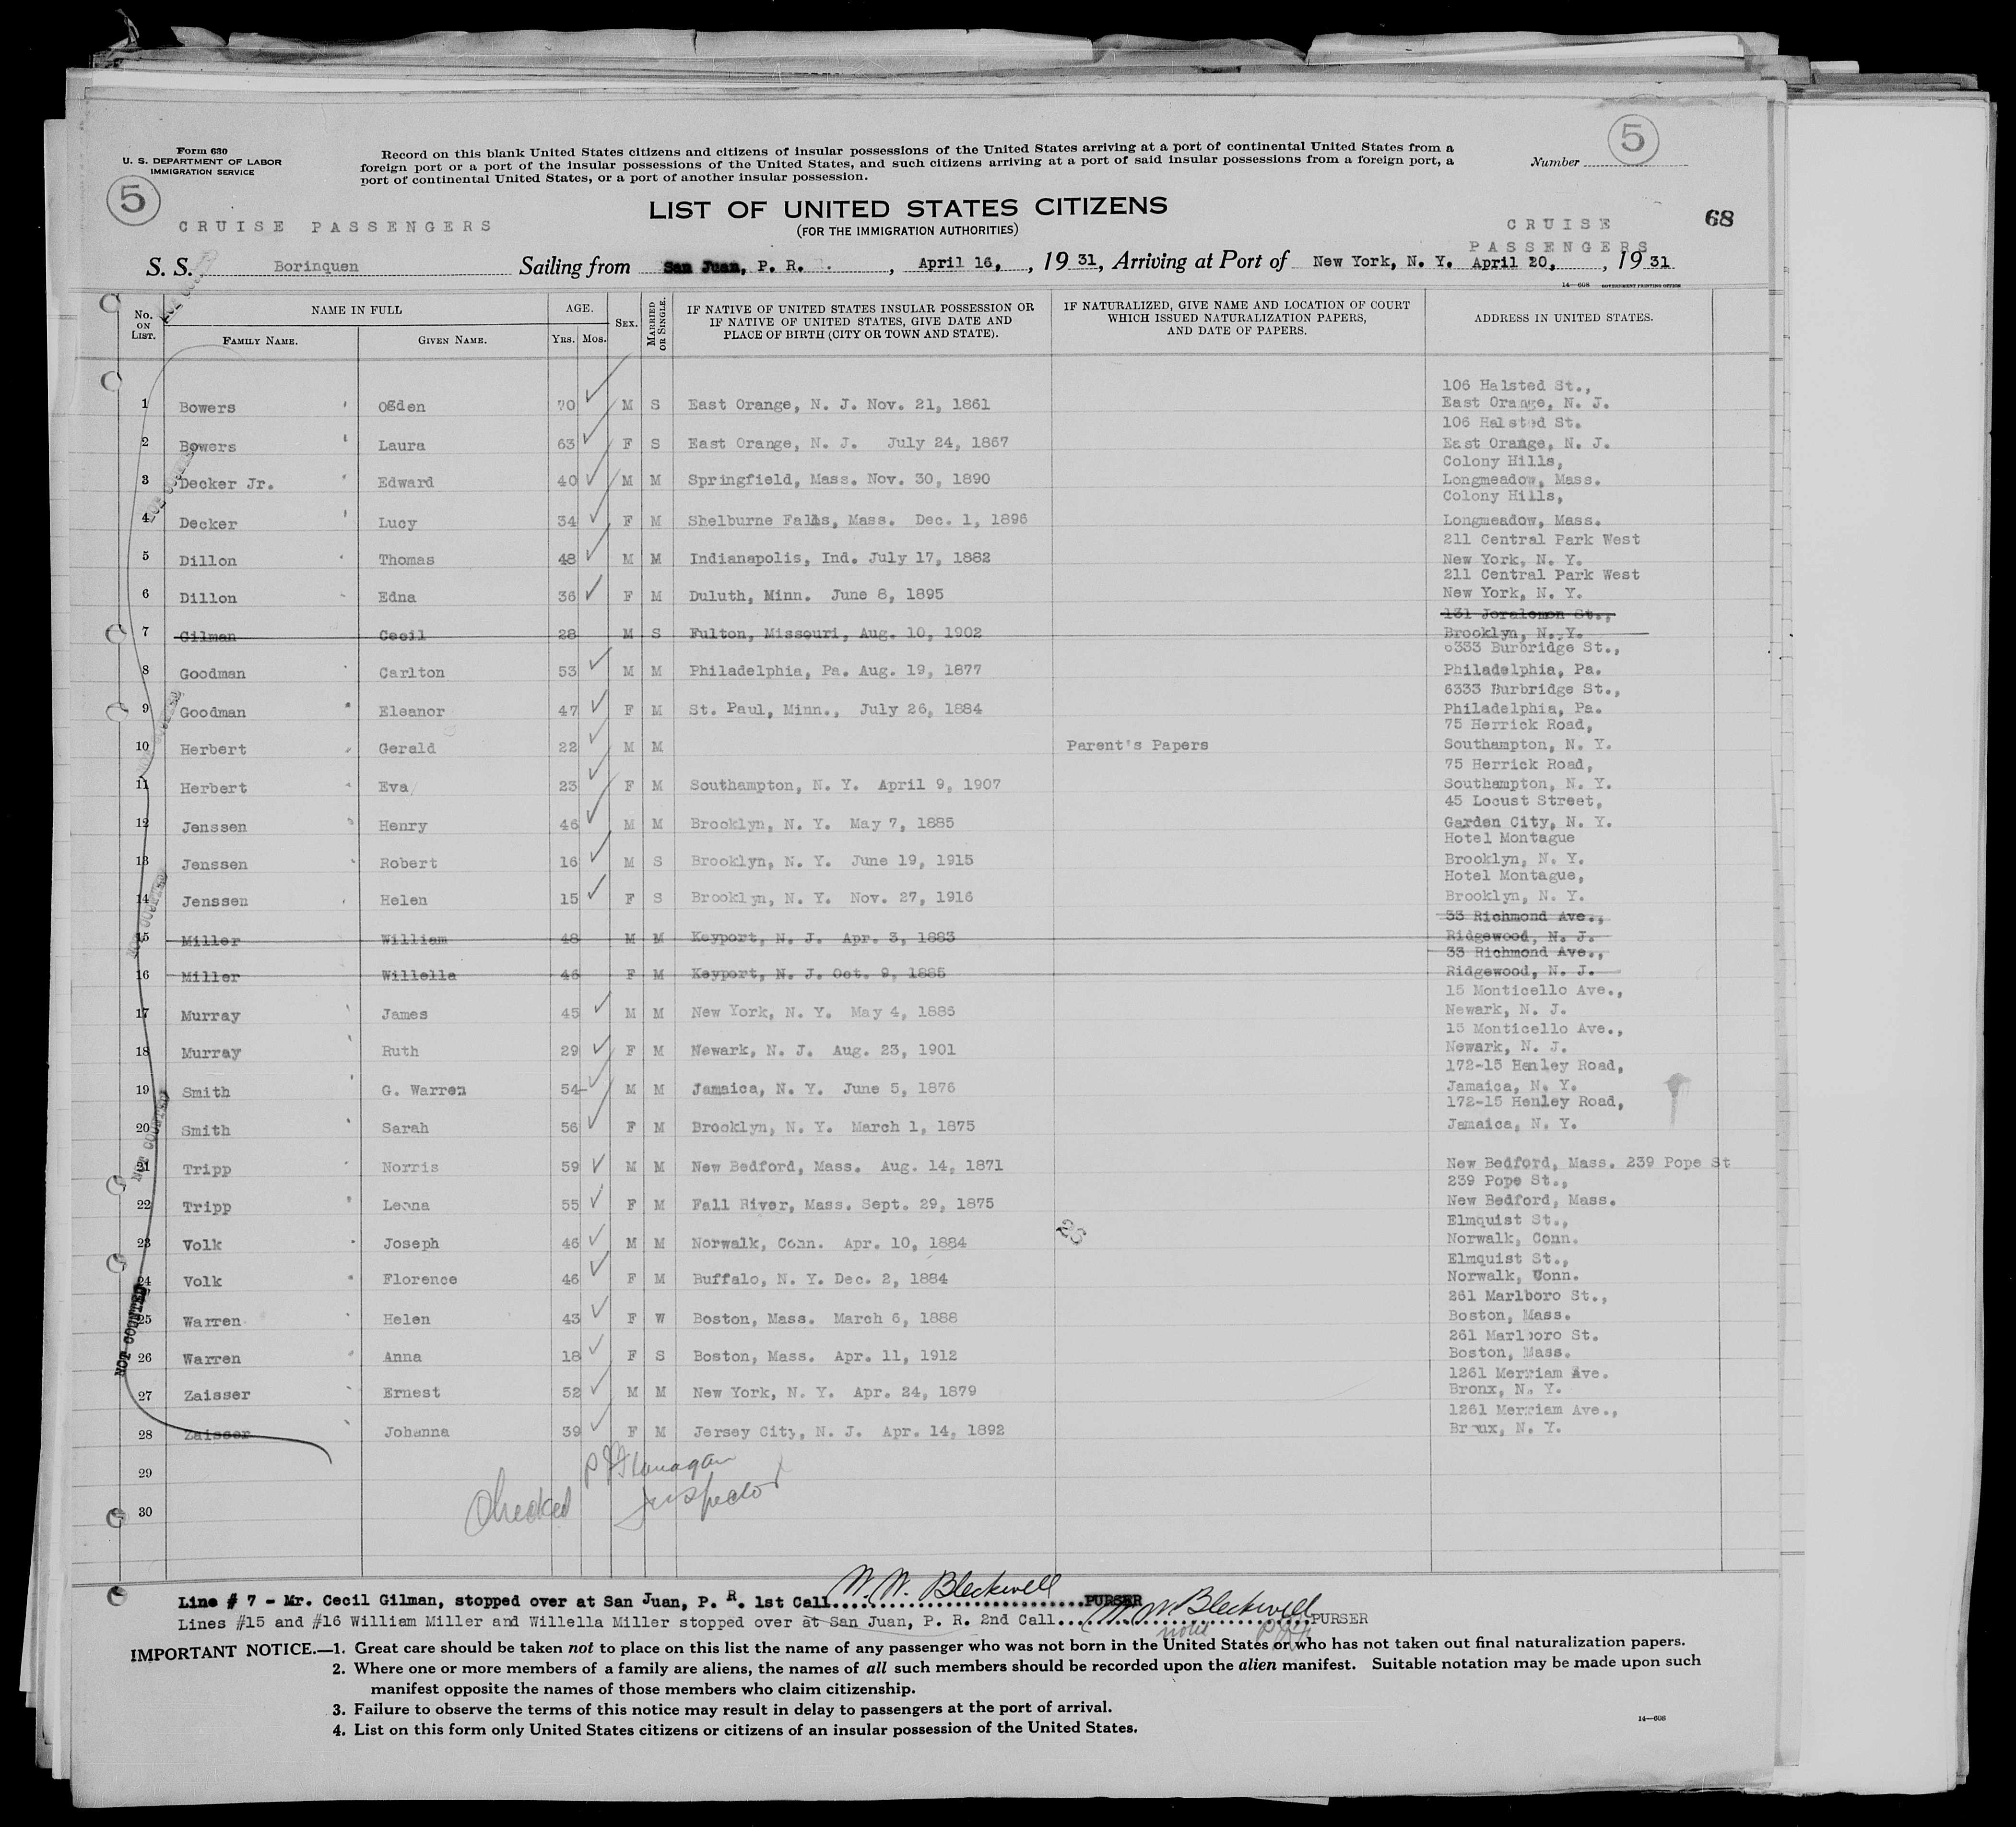 Form 630
U. S. DEPARTMENT OF LABOR
IMMIGRATION SERVICE
Record on this blank United States citizens and citizens of insular possessions of the United States arriving at a port of continental United States from a
foreign port or a port of the insular possessions of the United States, and such citizens arriving at a port of said insular possessions from a foreign port, a
port of continental United States, or a port of another insular possession.
Number 5
5
CRUISE PASSENGERS
LIST OF UNITED STATES CITIZENS
(FOR THE IMMIGRATION AUTHORITIES)
CRUISE
PASSENGERS
68
S. S. Borinquen Sailing from San Juan, P. R. , April 16, , 1931, Arriving at Port of New York, N. Y. April 20, , 1931
14—608 GOVERNMENT PRINTING OFFICE
No. ON LIST. NAME IN FULL FAMILY NAME. GIVEN NAME. AGE. YRS. MOS. SEX. MARRIED OR SINGLE. IF NATIVE OF UNITED STATES INSULAR POSSESSION OR IF NATIVE OF UNITED STATES, GIVE DATE AND PLACE OF BIRTH (CITY OR TOWN AND STATE). IF NATURALIZED, GIVE NAME AND LOCATION OF COURT WHICH ISSUED NATURALIZATION PAPERS, AND DATE OF PAPERS. ADDRESS IN UNITED STATES.
106 Halsted St.,
1 Bowers Ogden 70 M S East Orange, N. J. Nov. 21, 1861 East Orange, N. J.
106 Halsted St.
2 Bowers Laura 63 F S East Orange, N. J. July 24, 1867 East Orange, N. J.
Colony Hills,
3 Decker Jr. Edward 40 M M Springfield, Mass. Nov. 30, 1890 Longmeadow, Mass.
Colony Hills,
4 Decker Lucy 34 F M Shelburne Falls, Mass. Dec. 1, 1896 Longmeadow, Mass.
211 Central Park West
5 Dillon Thomas 48 M M Indianapolis, Ind. July 17, 1882 New York, N. Y.
211 Central Park West
6 Dillon Edna 36 F M Duluth, Minn. June 8, 1895 New York, N. Y.
131 Joralemon St.,
7 Gilman Cecil 28 M S Fulton, Missouri, Aug. 10, 1902 Brooklyn, N. Y.
6333 Burbridge St.,
8 Goodman Carlton 53 M M Philadelphia, Pa. Aug. 19, 1877 Philadelphia, Pa.
6333 Burbridge St.,
9 Goodman Eleanor 47 F M St. Paul, Minn., July 26, 1884 Philadelphia, Pa.
75 Herrick Road,
10 Herbert Gerald 22 M M Parent's Papers Southampton, N. Y.
75 Herrick Road,
11 Herbert Eva 23 F M Southampton, N. Y. April 9, 1907 Southampton, N. Y.
45 Locust Street,
12 Jenssen Henry 46 M M Brooklyn, N. Y. May 7, 1885 Garden City, N. Y.
Hotel Montague
13 Jenssen Robert 16 M S Brooklyn, N. Y. June 19, 1915 Brooklyn, N. Y.
Hotel Montague,
14 Jenssen Helen 15 F S Brooklyn, N. Y. Nov. 27, 1916 Brooklyn, N. Y.
33 Richmond Ave.,
15 Miller William 48 M M Keyport, N. J. Apr. 3, 1883 Ridgewood, N. J.
33 Richmond Ave.,
16 Miller Willella 46 F M Keyport, N. J. Oct. 9, 1885 Ridgewood, N. J.
15 Monticello Ave.,
17 Murray James 45 M M New York, N. Y. May 4, 1885 Newark, N. J.
15 Monticello Ave.,
18 Murray Ruth 29 F M Newark, N. J. Aug. 23, 1901 Newark, N. J.
172-15 Henley Road,
19 Smith G. Warren 54 M M Jamaica, N. Y. June 5, 1876 Jamaica, N. Y.
172-15 Henley Road,
20 Smith Sarah 56 F M Brooklyn, N. Y. March 1, 1875 Jamaica, N. Y.
21 Tripp Norris 59 M M New Bedford, Mass. Aug. 14, 1871 New Bedford, Mass. 239 Pope St
239 Pope St.,
22 Tripp Leona 55 F M Fall River, Mass. Sept. 29, 1875 New Bedford, Mass.
25
Elmquist St.,
23 Volk Joseph 46 M M Norwalk, Conn. Apr. 10, 1884 Norwalk, Conn.
Elmquist St.,
24 Volk Florence 46 F M Buffalo, N. Y. Dec. 2, 1884 Norwalk, Conn.
261 Marlboro St.,
25 Warren Helen 43 F W Boston, Mass. March 6, 1888 Boston, Mass.
261 Marlboro St.
26 Warren Anna 18 F S Boston, Mass. Apr. 11, 1912 Boston, Mass.
1261 Merriam Ave.
27 Zaisser Ernest 52 M M New York, N. Y. Apr. 24, 1879 Bronx, N. Y.
1261 Merriam Ave.,
28 Zaisser Johanna 39 F M Jersey City, N. J. Apr. 14, 1892 Bronx, N. Y.
29
30
NOT COUNTED
NOT COUNTED
NOT COUNTED
Checked P J Flanagan
Inspector
Line # 7 - Mr. Cecil Gilman, stopped over at San Juan, P. R. 1st Call W. W. Bleckwell PURSER
Lines #15 and #16 William Miller and Willella Miller stopped over at San Juan, P. R. 2nd Call W. W. Bleckwell PURSER
IMPORTANT NOTICE.—1. Great care should be taken not to place on this list the name of any passenger who was not born in the United States or who has not taken out final naturalization papers.
2. Where one or more members of a family are aliens, the names of all such members should be recorded upon the alien manifest. Suitable notation may be made upon such
manifest opposite the names of those members who claim citizenship.
3. Failure to observe the terms of this notice may result in delay to passengers at the port of arrival.
4. List on this form only United States citizens or citizens of an insular possession of the United States.
14—608